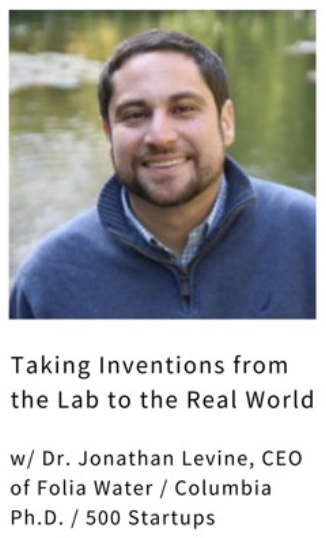 Taking Inventions from
the Lab to the Real World
w/ Dr. Jonathan Levine, CEO
of Folia Water / Columbia
Ph.D. / 500 Startups